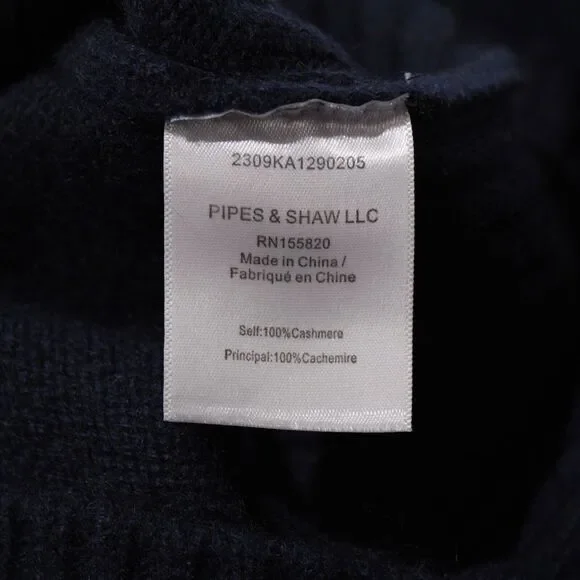 2309KA1290205
PIPES & SHAW LLC
RN155820
Made in China /
Fabriqué en Chine
Self:100%Cashmere
Principal:100%Cachemire